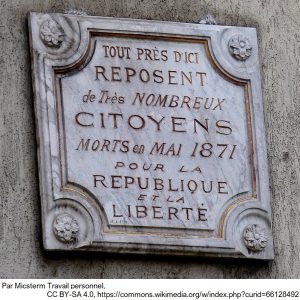 TOUT PRÈS D'ICI
REPOSENT
de Très NOMBREUX
CITOYENS
MORTS en MAI 1871
POUR LA
RÉPUBLIQUE
ET LA
LIBERTÉ
Par Micsterm Travail personnel,
CC BY-SA 4.0, https://commons.wikimedia.org/w/index.php?curid=66128492